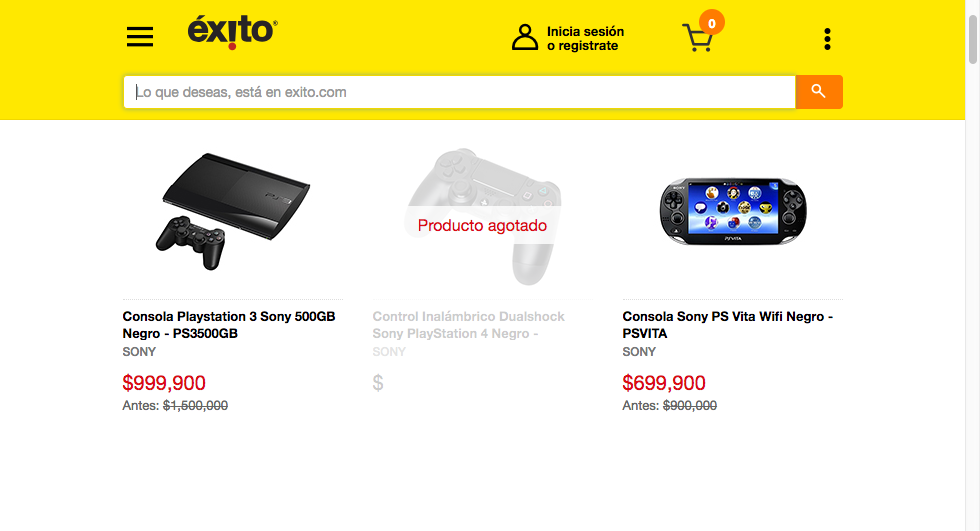 éxito®
Inicia sesión
o registrate
0
Lo que deseas, está en exito.com
Producto agotado
SONY
PSVITA
Consola Playstation 3 Sony 500GB
Negro - PS3500GB
SONY
$999,900
Antes: $1,500,000
Control Inalámbrico Dualshock
Sony PlayStation 4 Negro -
SONY
$
Consola Sony PS Vita Wifi Negro -
PSVITA
SONY
$699,900
Antes: $900,000